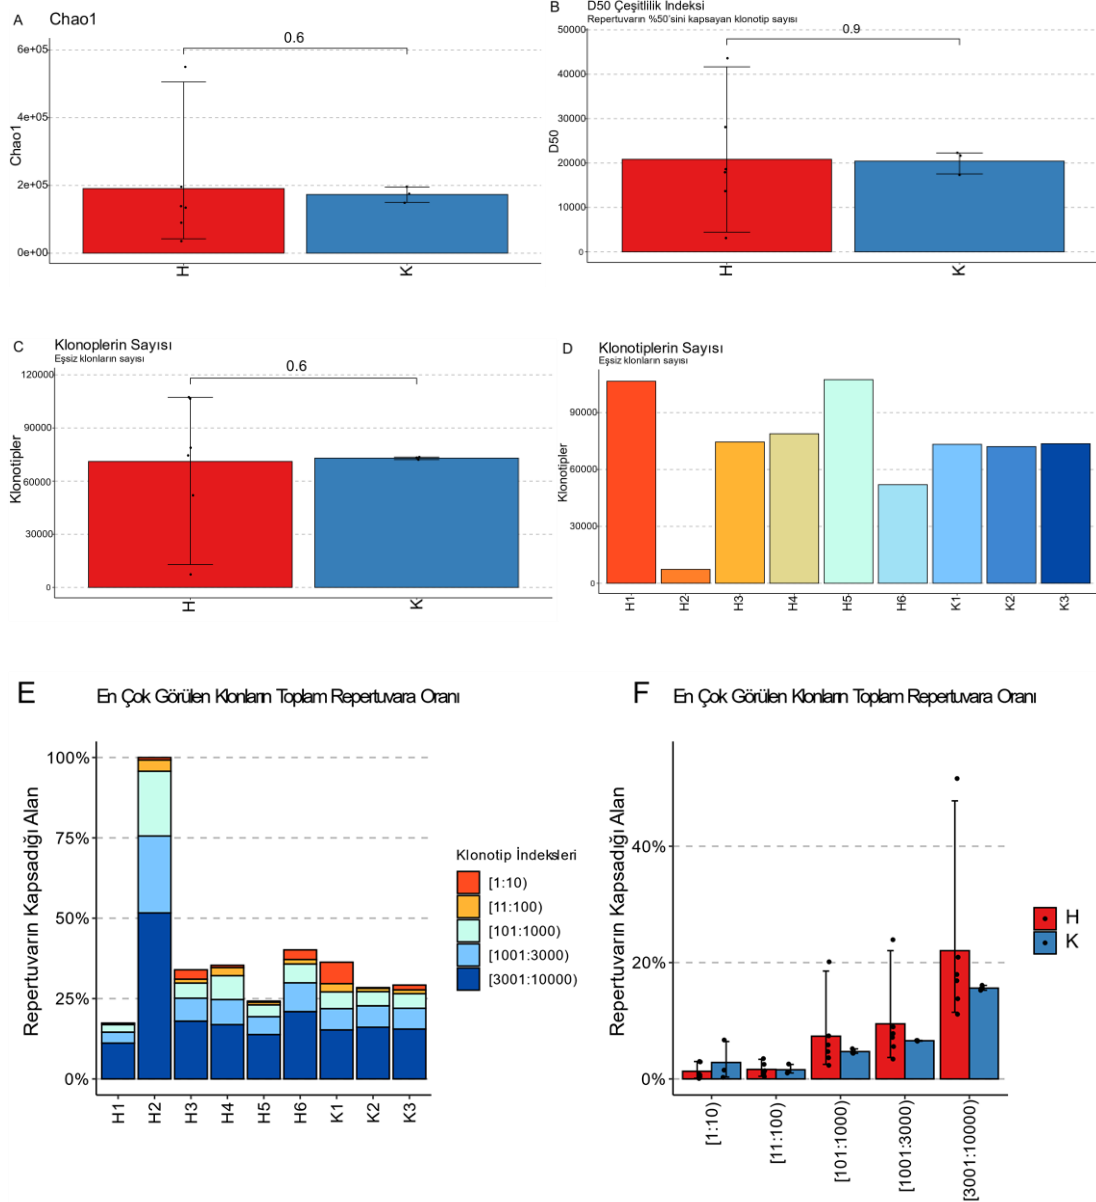 A
Chao1
0.6
6e+05
4e+05
2e+05
0e+00
Chao1
H
K
B
D50 Çeşitlilik Indeksi
Repertuvarın %50'sini kapsayan klonotip sayısı
0.9
50000
40000
30000
20000
10000
0
D50
H
K
C
Klonoplerin Sayısı
Eşsiz klonların sayısı
0.6
120000
90000
60000
30000
0
Klonotipler
H
K
D
Klonotiplerin Sayısı
Eşsiz klonların sayısı
90000
60000
30000
0
Klonotipler
H1
H2
H3
H4
H5
H6
K1
K2
K3
E
En Çok Görülen Klonların Toplam Repertuvara Oranı
100%
75%
50%
25%
0%
Repertuvarın Kapsadığı Alan
H1
H2
H3
H4
H5
H6
K1
K2
K3
Klonotip İndeksleri
[1:10)
[11:100)
[101:1000)
[1001:3000)
[3001:10000)
F
En Çok Görülen Klonların Toplam Repertuvara Oranı
40%
20%
0%
Repertuvarın Kapsadığı Alan
[1:10)
[11:100)
[101:1000)
[1001:3000)
[3001:10000)
H
K